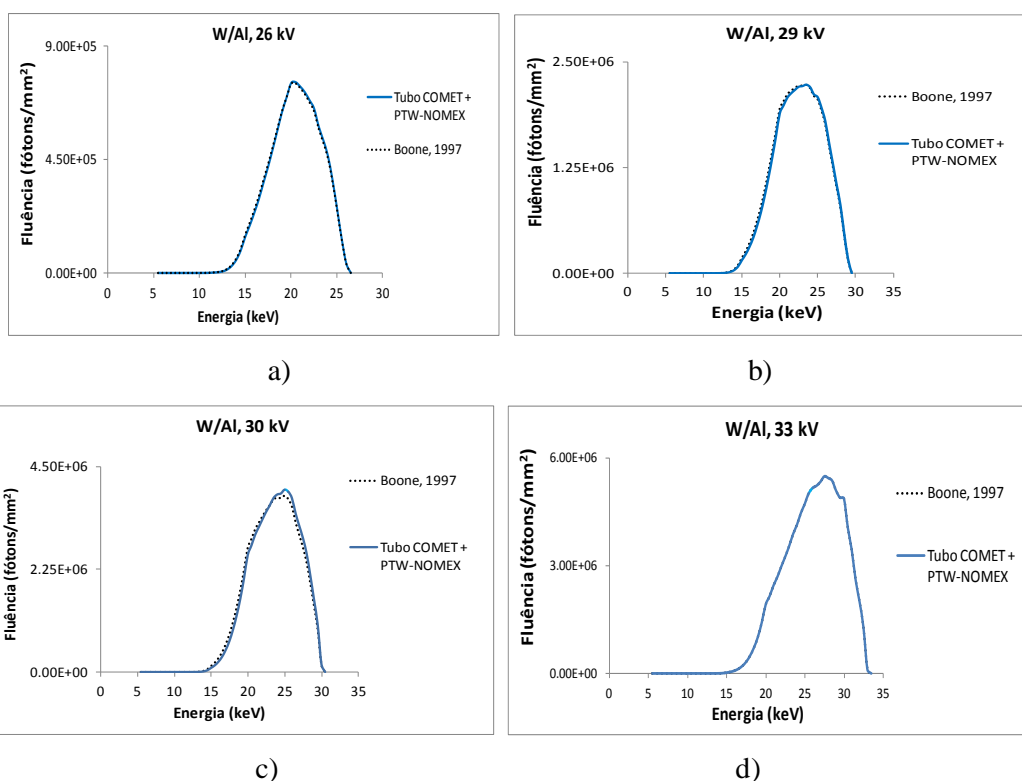 W/Al, 26 kV
9.00E+05
4.50E+05
0.00E+00
Fluência (fótons/mm²)
0 5 10 15 20 25 30
Energia (keV)
Tubo COMET +
PTW-NOMEX
Boone, 1997
a)
W/Al, 29 kV
2.50E+06
1.25E+06
0.00E+00
Fluência (fótons/mm²)
0 5 10 15 20 25 30 35
Energia (keV)
Boone, 1997
Tubo COMET +
PTW-NOMEX
b)
W/Al, 30 kV
4.50E+06
2.25E+06
0.00E+00
Fluência (fótons/mm²)
0 5 10 15 20 25 30 35
Energia (keV)
Boone, 1997
Tubo COMET +
PTW-NOMEX
c)
W/Al, 33 kV
6.00E+06
3.00E+06
0.00E+00
Fluência (fótons/mm²)
0 5 10 15 20 25 30 35
Energia (keV)
Boone, 1997
Tubo COMET +
PTW-NOMEX
d)